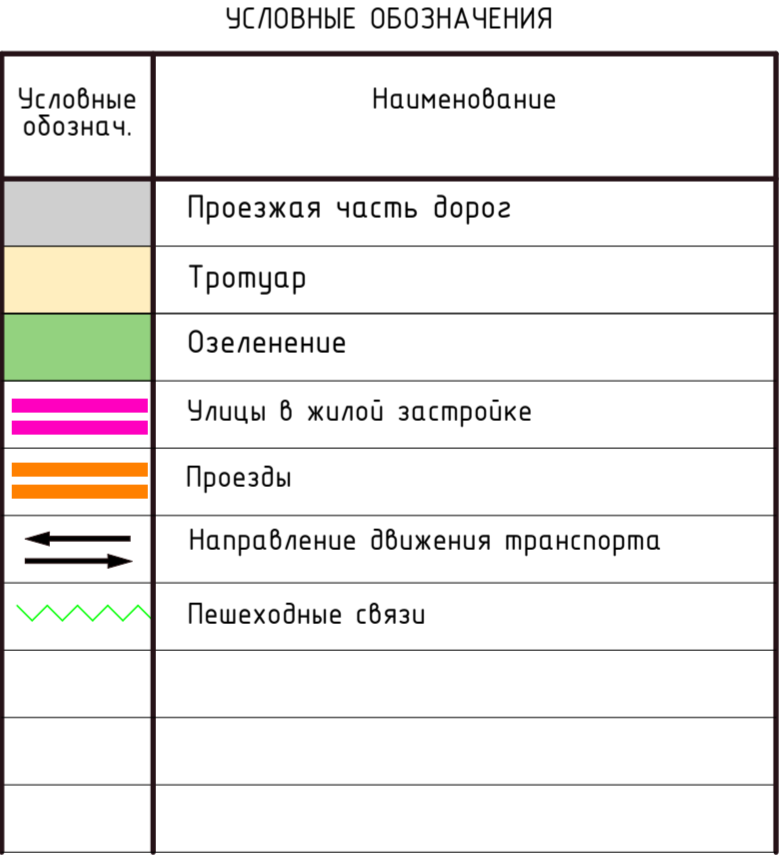 УСЛОВНЫЕ ОБОЗНАЧЕНИЯ
Условные
обознач.
Наименование
Проезжая часть дорог
Тротуар
Озеленение
Улицы в жилой застройке
Проезды
Направление движения транспорта
Пешеходные связи